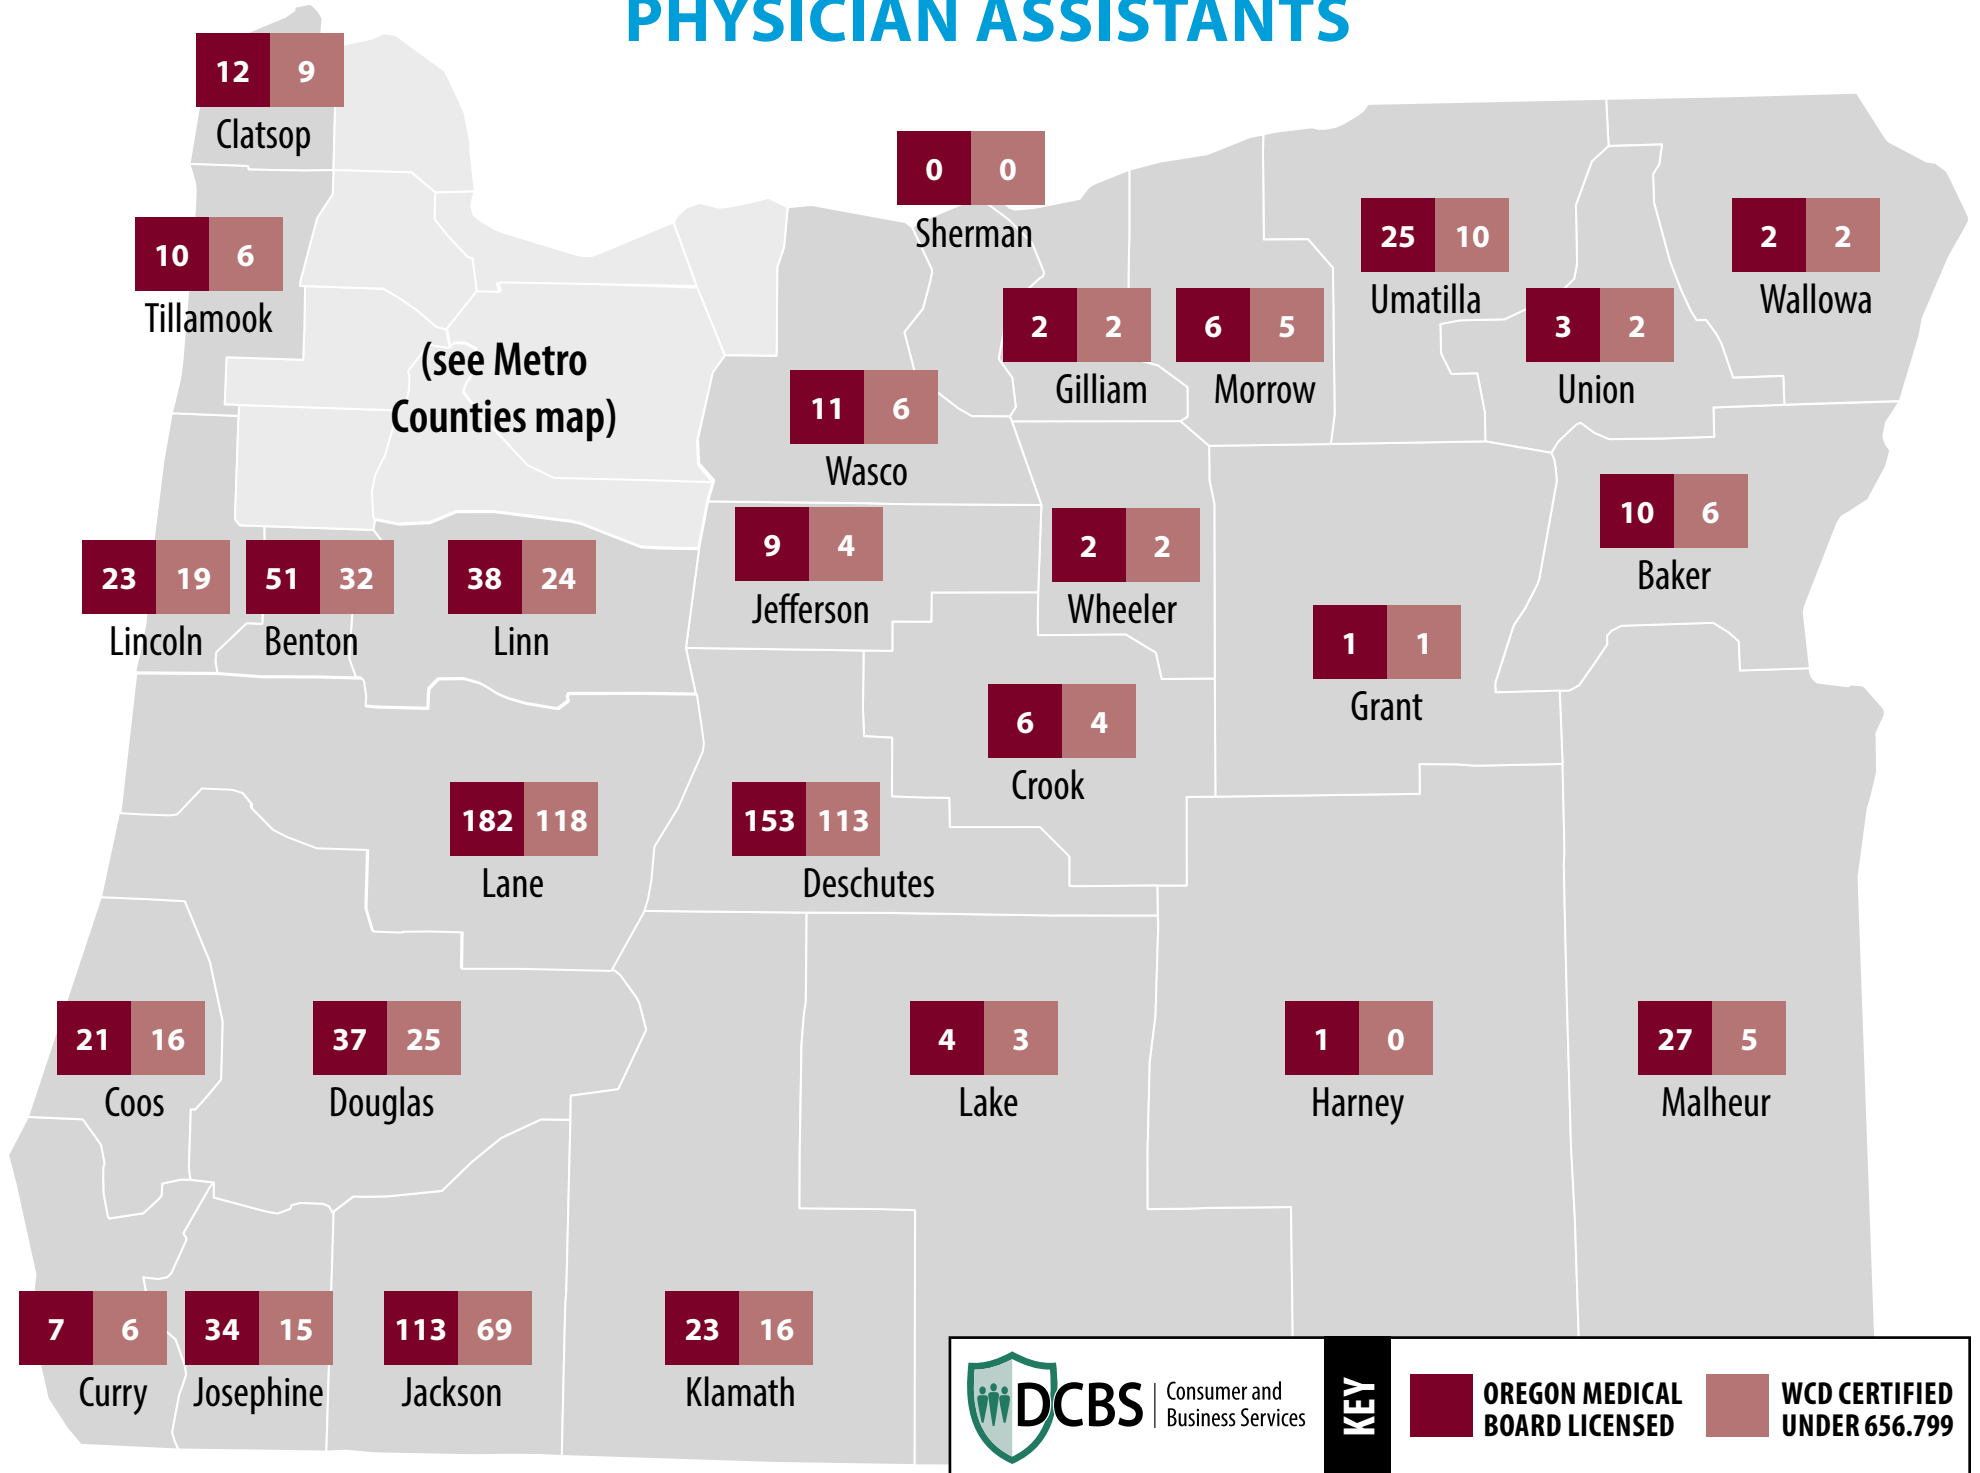 PHYSICIAN ASSISTANTS
12 9
Clatsop
0 0
Sherman
10 6
Tillamook
25 10
Umatilla
2 2
Wallowa
2 2
Gilliam
6 5
Morrow
3 2
Union
(see Metro
Counties map)
11 6
Wasco
10 6
Baker
9 4
Jefferson
2 2
Wheeler
23 19
Lincoln
51 32
Benton
38 24
Linn
1 1
Grant
6 4
Crook
182 118
Lane
153 113
Deschutes
21 16
Coos
37 25
Douglas
4 3
Lake
1 0
Harney
27 5
Malheur
7 6
Curry
34 15
Josephine
113 69
Jackson
23 16
Klamath
DCBS
Consumer and
Business Services
KEY
OREGON MEDICAL
BOARD LICENSED
WCD CERTIFIED
UNDER 656.799